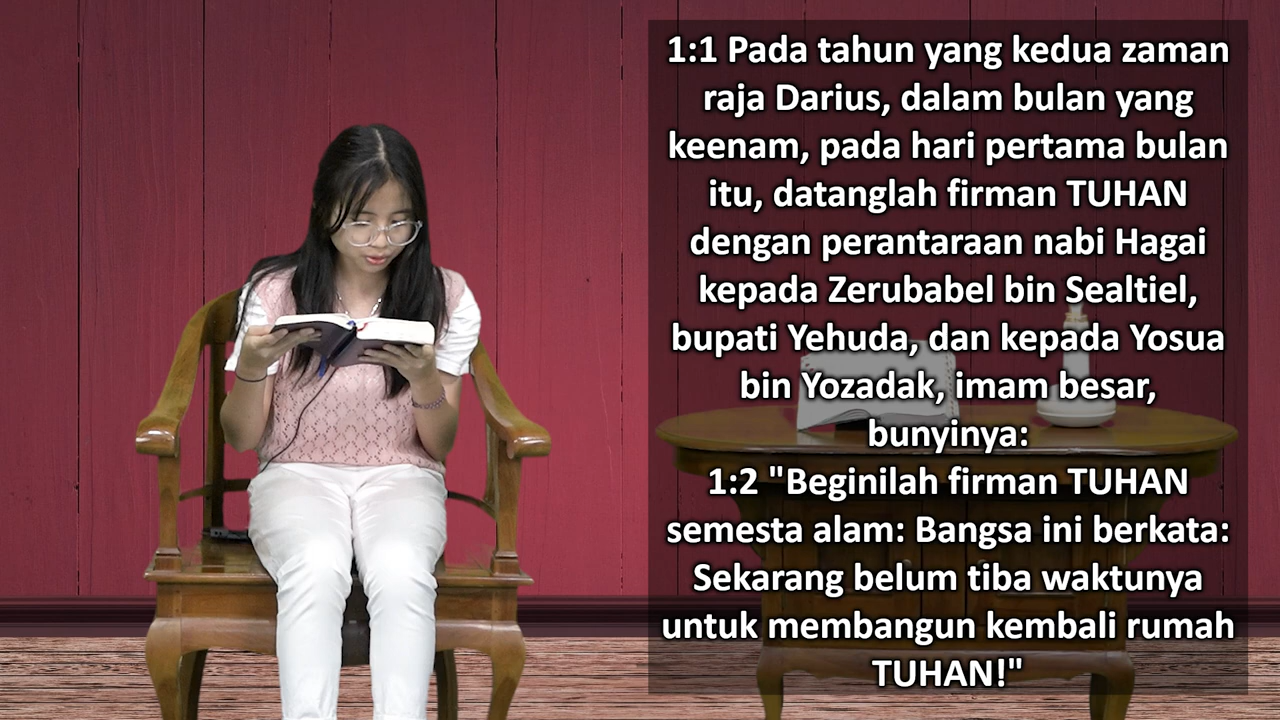 1:1 Pada tahun yang kedua zaman
raja Darius, dalam bulan yang
keenam, pada hari pertama bulan
itu, datanglah firman TUHAN
dengan perantaraan nabi Hagai
kepada Zerubabel bin Sealtiel,
bupati Yehuda, dan kepada Yosua
bin Yozadak, imam besar,
bunyinya:
1:2 "Beginilah firman TUHAN
semesta alam: Bangsa ini berkata:
Sekarang belum tiba waktunya
untuk membangun kembali rumah
TUHAN!"